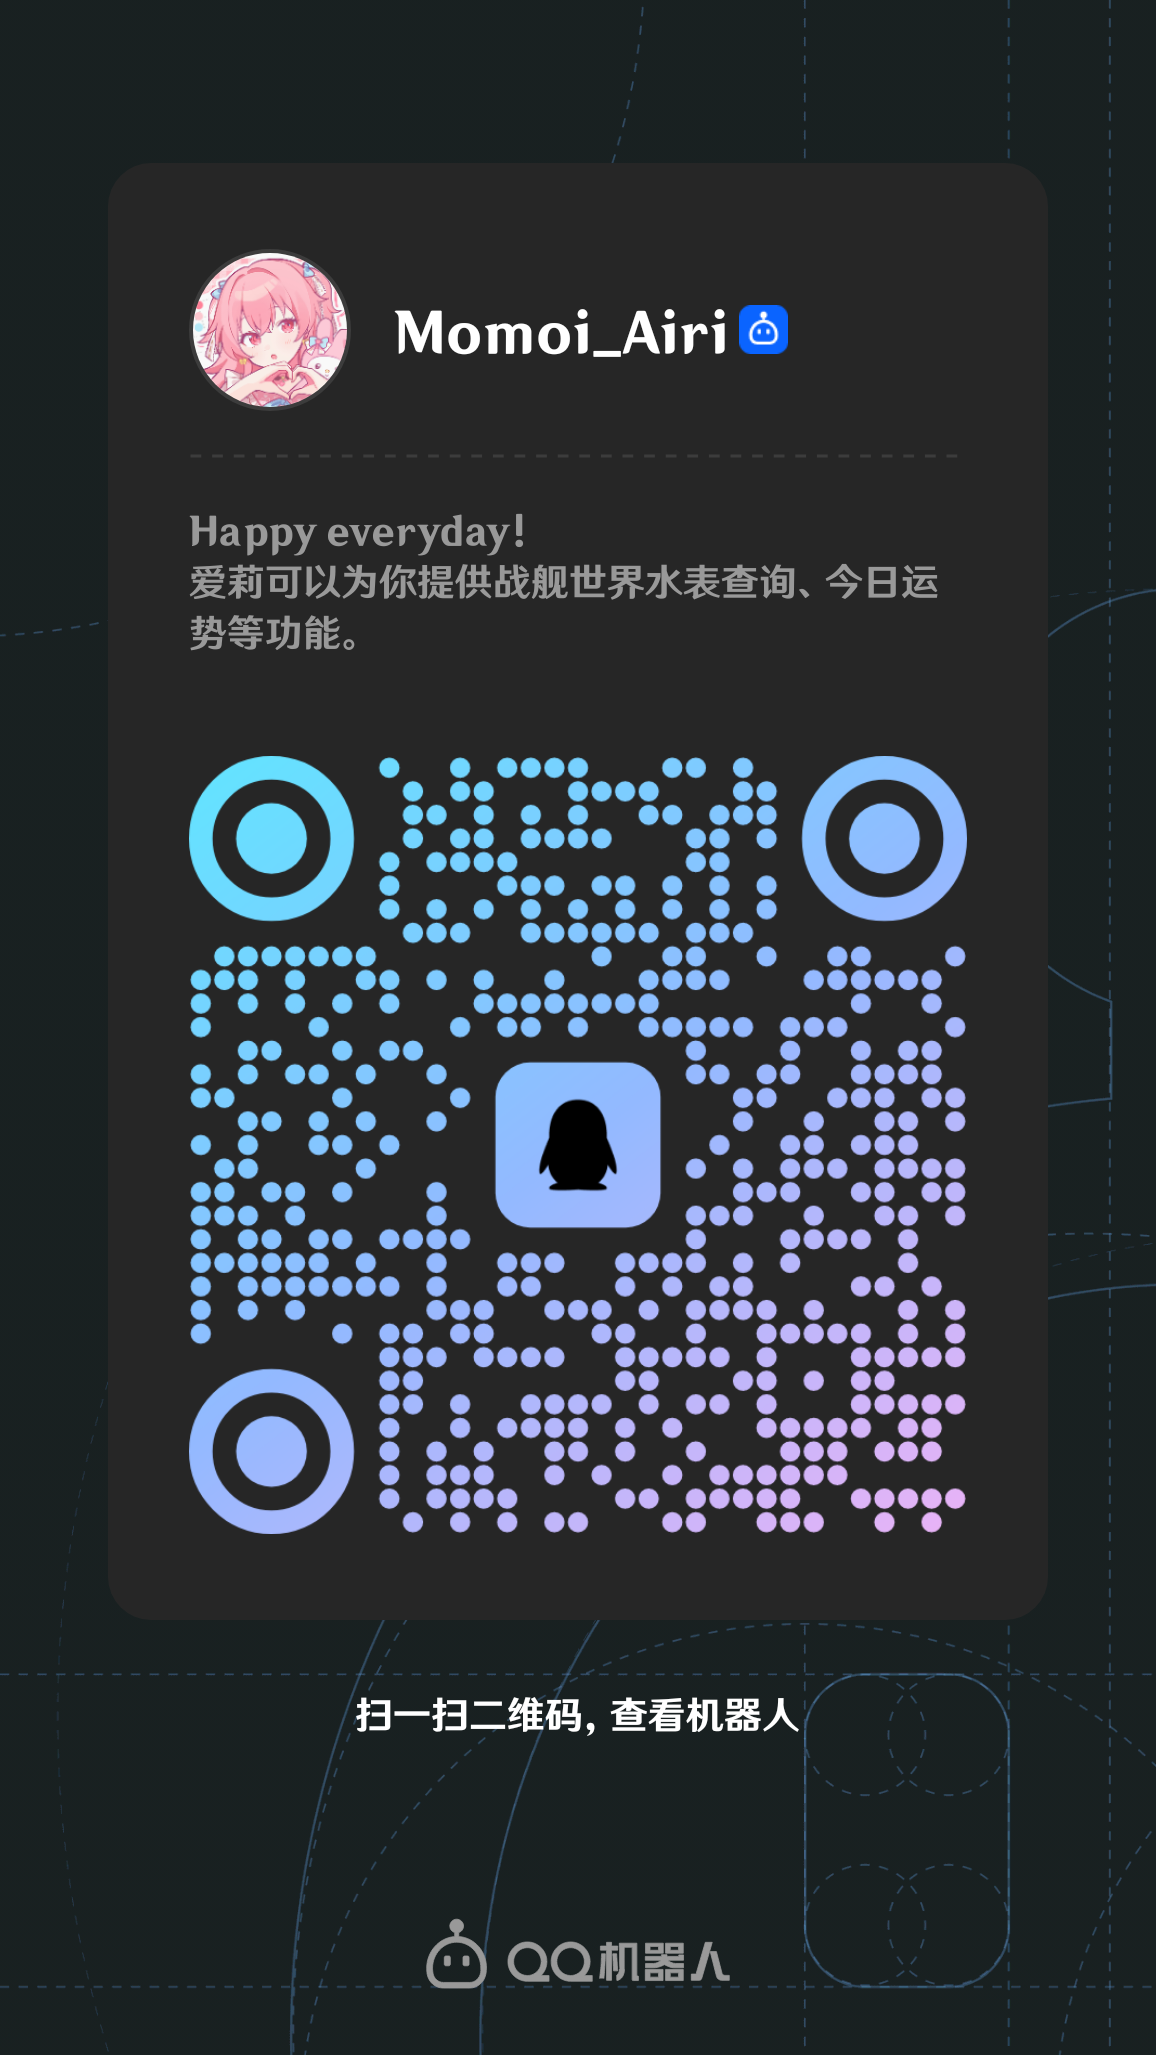 Momoi_Airi
Happy everyday!
爱莉可以为你提供战舰世界水表查询、今日运
势等功能。
扫一扫二维码，查看机器人
QQ机器人